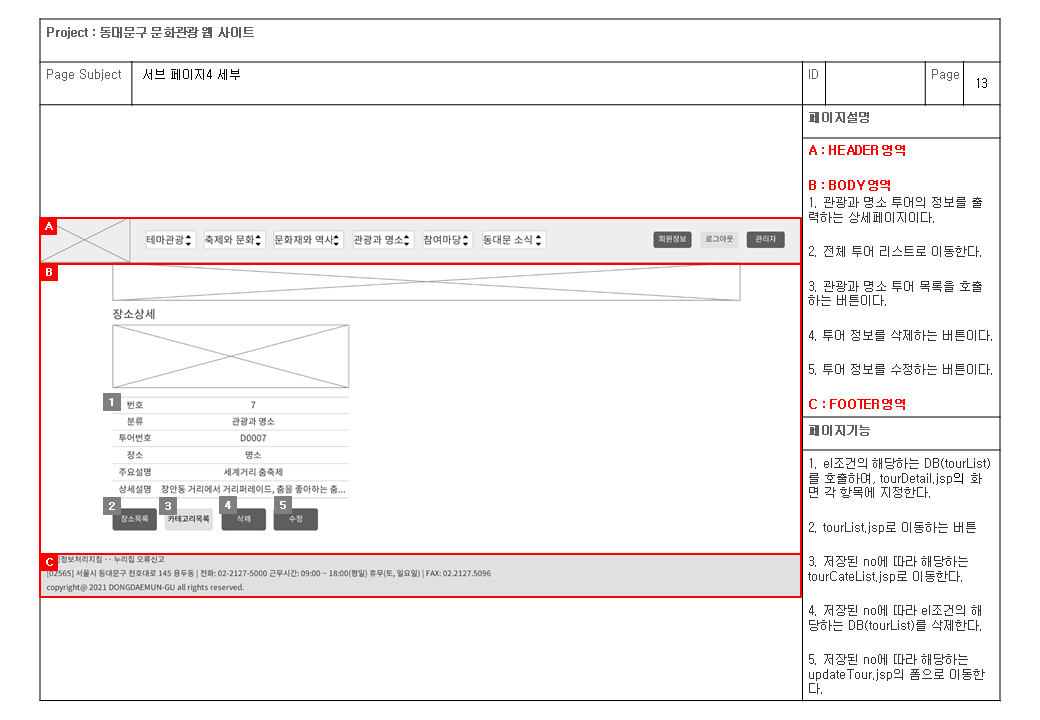 Project : 동대문구 문화관광 웹 사이트
Page Subject 서브 페이지4 세부 ID Page 13
A
테마관광 축제와 문화 문화재와 역사 관광과 명소 참여마당 동대문 소식 회원정보 로그아웃 관리자
B
장소상세
1
번호 7
분류 관광과 명소
투어번호 D0007
장소 명소
주요설명 세계거리 춤축제
상세설명 장안동 거리에서 거리퍼레이드, 춤을 좋아하는 춤...
2 3 4 5
장소목록 카테고리목록 삭제 수정
C
인정보처리지침 · · 누리집 오류신고
[02565] 서울시 동대문구 천호대로 145 용두동 | 전화: 02-2127-5000 근무시간: 09:00 ~ 18:00(평일) 휴무(토, 일요일) | FAX: 02.2127.5096
copyright@ 2021 DONGDAEMUN-GU all rights reserved.
페이지설명
A : HEADER 영역
B : BODY 영역
1. 관광과 명소 투어의 정보를 출
력하는 상세페이지이다.
2. 전체 투어 리스트로 이동한다.
3. 관광과 명소 투어 목록을 호출
하는 버튼이다.
4. 투어 정보를 삭제하는 버튼이다.
5. 투어 정보를 수정하는 버튼이다.
C : FOOTER 영역
페이지기능
1. el조건의 해당하는 DB(tourList)
를 호출하며, tourDetail.jsp의 화
면 각 항목에 지정한다.
2. tourList.jsp로 이동하는 버튼
3. 저장된 no에 따라 해당하는
tourCateList.jsp로 이동한다.
4. 저장된 no에 따라 el조건의 해
당하는 DB(tourList)를 삭제한다.
5. 저장된 no에 따라 해당하는
updateTour.jsp의 폼으로 이동한
다.